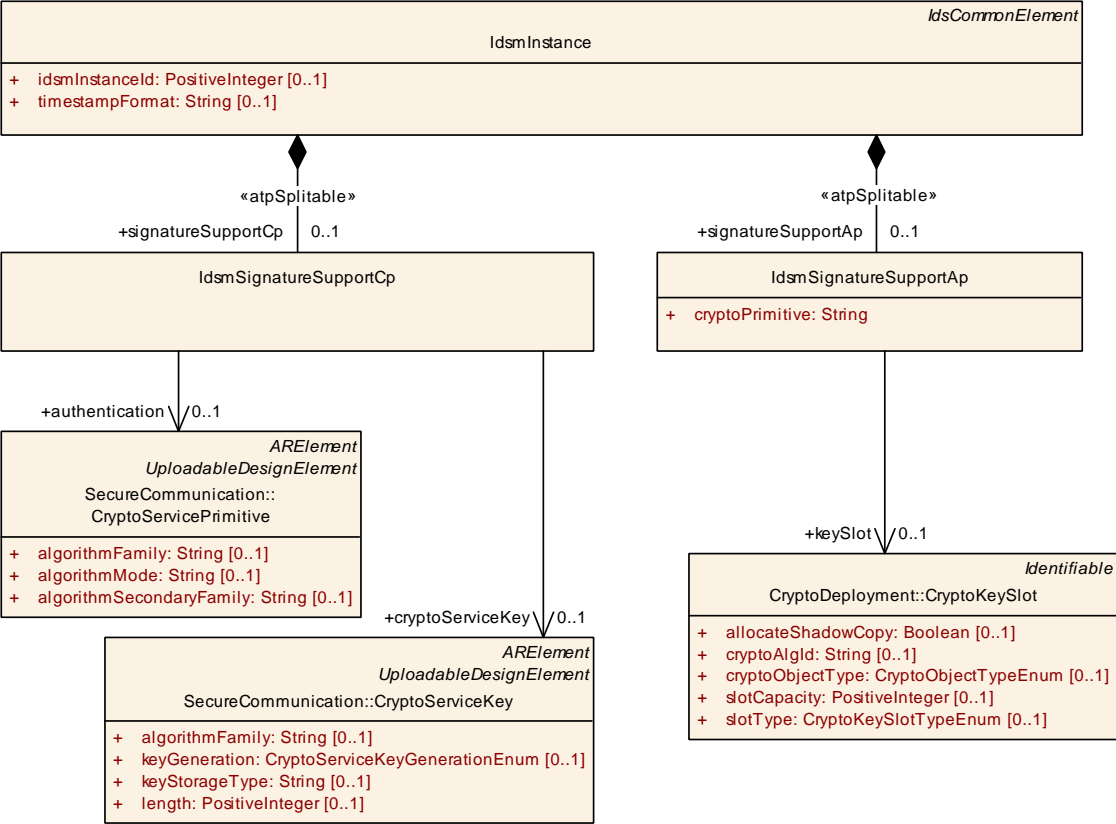 IdsCommonElement
IdsmInstance
+ idsmInstanceId: PositiveInteger [0..1]
+ timestampFormat: String [0..1]
«atpSplitable»
+signatureSupportCp 0..1
«atpSplitable»
+signatureSupportAp 0..1
IdsmSignatureSupportCp
IdsmSignatureSupportAp
+ cryptoPrimitive: String
+authentication 0..1
ARElement
UploadableDesignElement
SecureCommunication::
CryptoServicePrimitive
+ algorithmFamily: String [0..1]
+ algorithmMode: String [0..1]
+ algorithmSecondaryFamily: String [0..1]
+cryptoServiceKey 0..1
ARElement
UploadableDesignElement
SecureCommunication::CryptoServiceKey
+ algorithmFamily: String [0..1]
+ keyGeneration: CryptoServiceKeyGenerationEnum [0..1]
+ keyStorageType: String [0..1]
+ length: PositiveInteger [0..1]
+keySlot 0..1
Identifiable
CryptoDeployment::CryptoKeySlot
+ allocateShadowCopy: Boolean [0..1]
+ cryptoAlgId: String [0..1]
+ cryptoObjectType: CryptoObjectTypeEnum [0..1]
+ slotCapacity: PositiveInteger [0..1]
+ slotType: CryptoKeySlotTypeEnum [0..1]